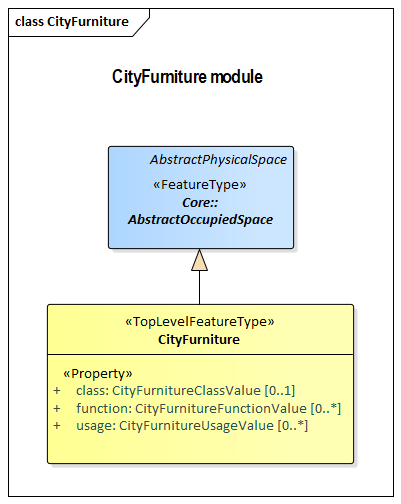 class CityFurniture
CityFurniture module
AbstractPhysicalSpace
«FeatureType»
Core::
AbstractOccupiedSpace
«TopLevelFeatureType»
CityFurniture
«Property»
+ class: CityFurnitureClassValue [0..1]
+ function: CityFurnitureFunctionValue [0..*]
+ usage: CityFurnitureUsageValue [0..*]